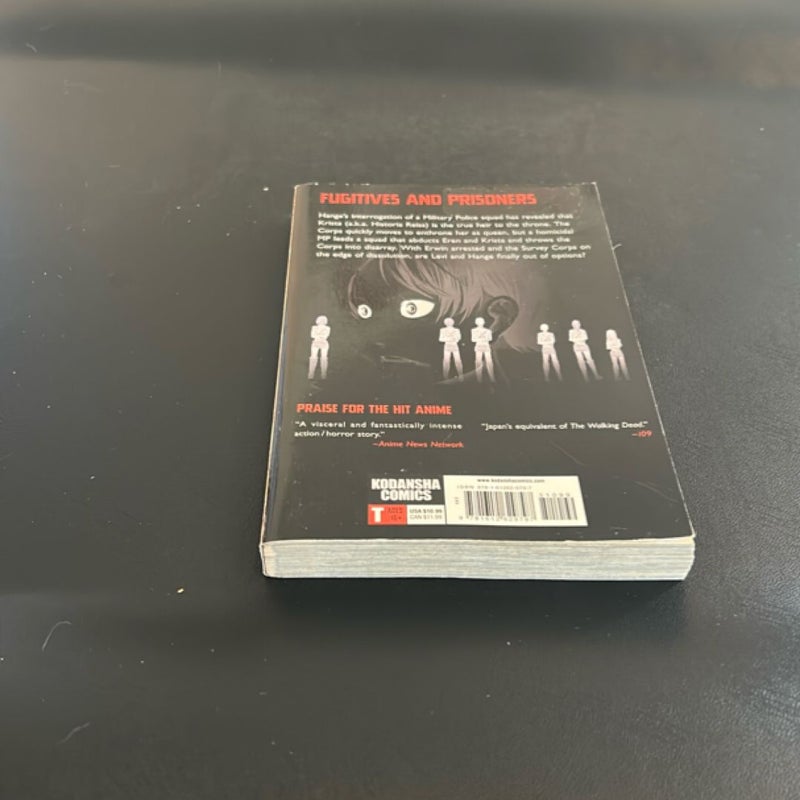 FUGITIVES AND PRISONERS
Hange's interrogation of a Military Police squad has revealed that
Krista (a.k.a. Historia Reiss) is the true heir to the throne. The
Corps quickly moves to enthrone her as queen, but a homicidal
MP leads a squad that abducts Eren and Krista and throws the
Corps into disarray. With Erwin arrested and the Survey Corps on
the edge of dissolution, are Levi and Hange finally out of options?
PRAISE FOR THE HIT ANIME
"A visceral and fantastically intense
action/horror story."
—Anime News Network
"Japan's equivalent of The Walking Dead."
—io9
KODANSHA
COMICS
www.kodanshacomics.com
51099
T AGES
16+
USA $10.99
CAN $11.99